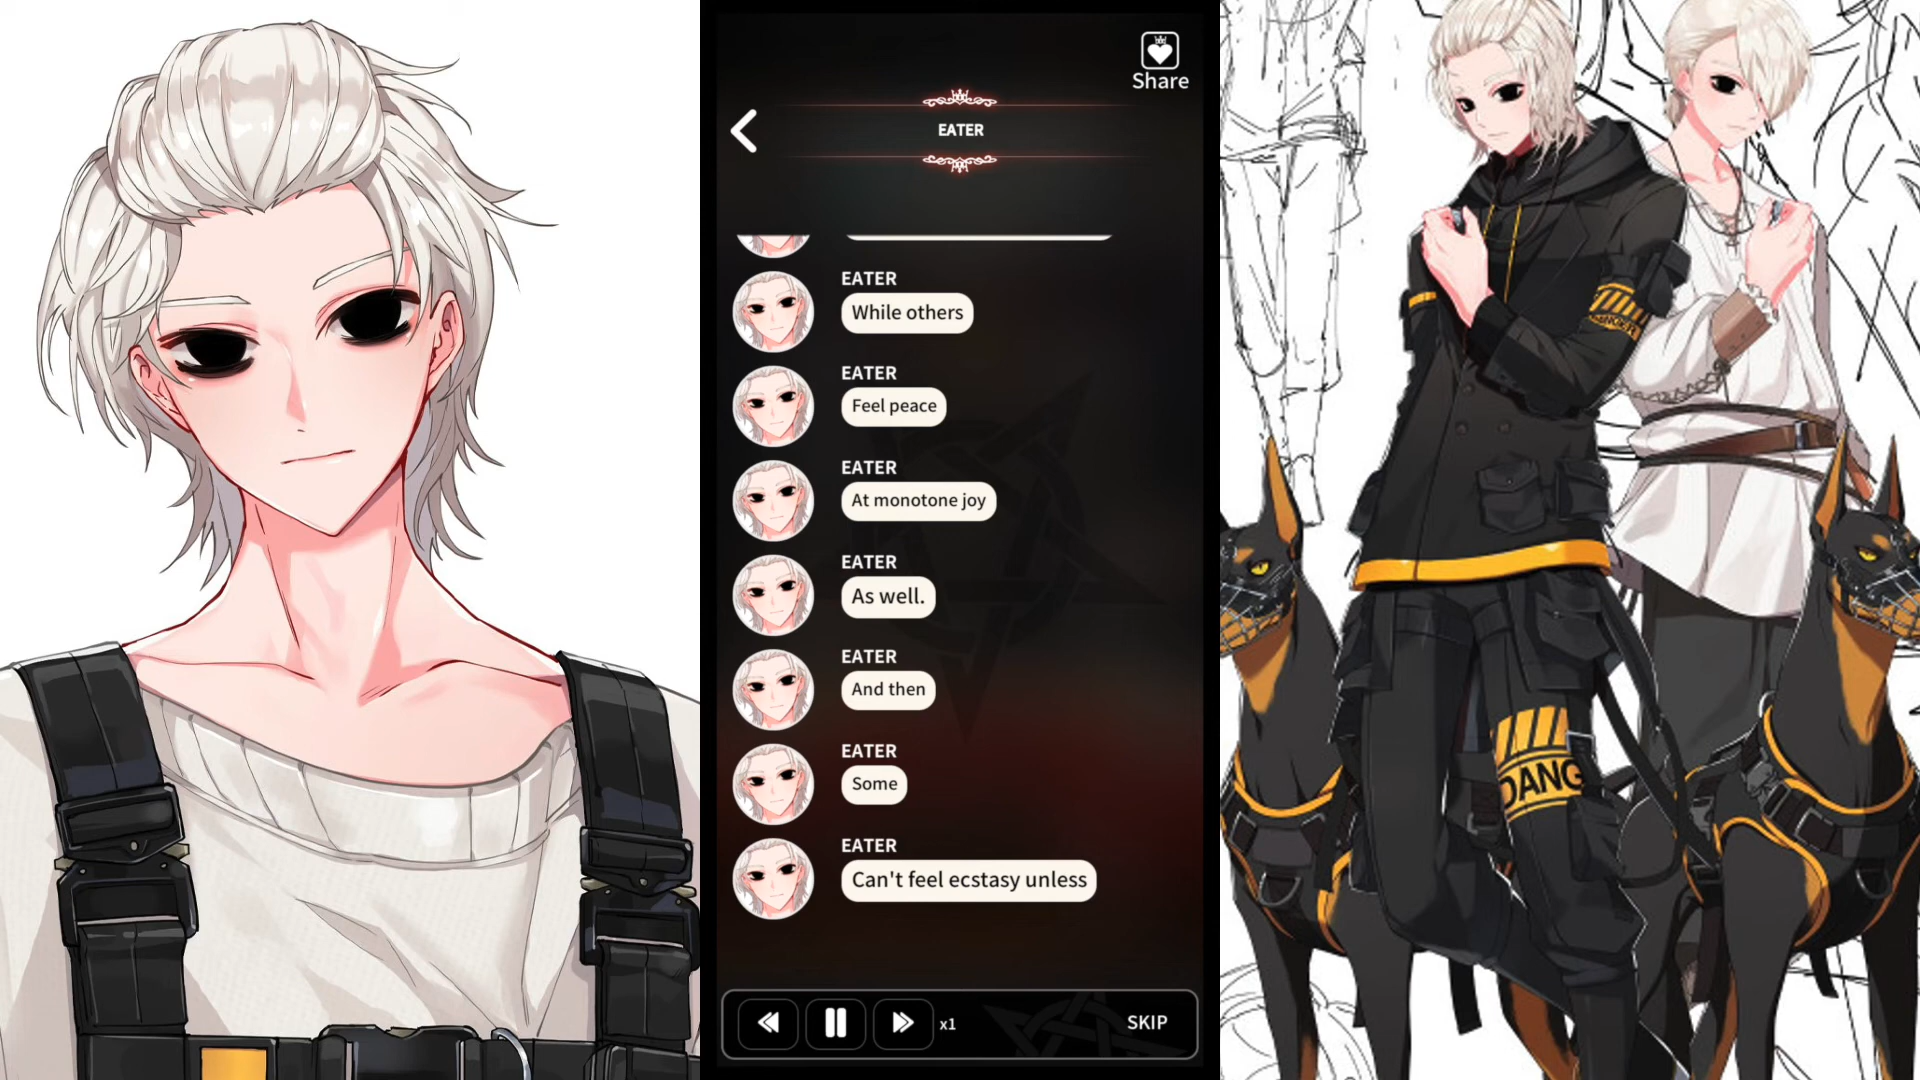 Share
EATER
EATER
While others
EATER
Feel peace
EATER
At monotone joy
EATER
As well.
EATER
And then
EATER
Some
EATER
Can't feel ecstasy unless
x1
SKIP
DANG